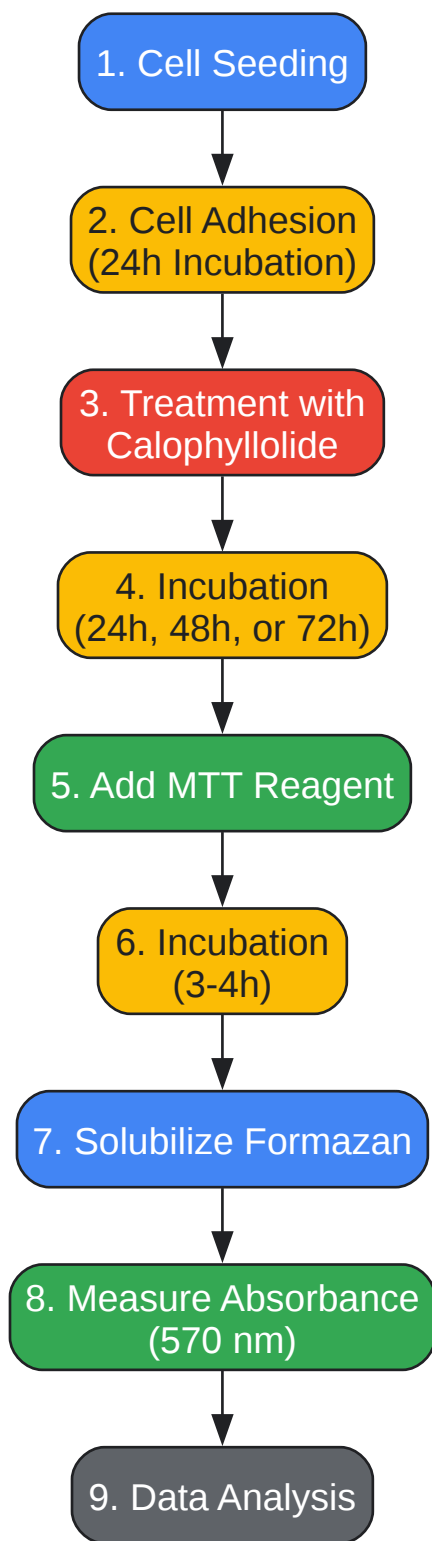 1. Cell Seeding
2. Cell Adhesion
(24h Incubation)
3. Treatment with
Calophyllolide
4. Incubation
(24h, 48h, or 72h)
5. Add MTT Reagent
6. Incubation
(3-4h)
7. Solubilize Formazan
8. Measure Absorbance
(570 nm)
9. Data Analysis